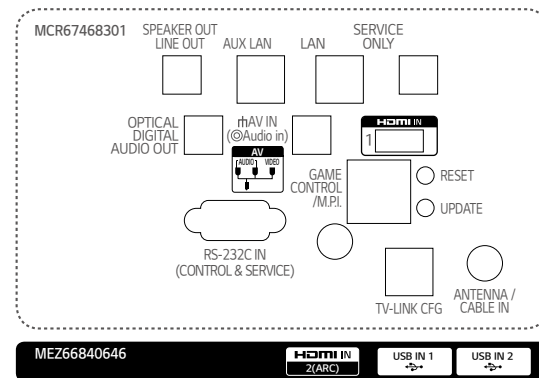 MCR67468301
SPEAKER OUT
LINE OUT
AUX LAN
LAN
SERVICE
ONLY
OPTICAL
DIGITAL
AUDIO OUT
AV IN
(◎Audio in)
HDMI IN
1
AV
AUDIO
VIDEO
GAME
CONTROL
/M.P.I.
RESET
UPDATE
RS-232C IN
(CONTROL & SERVICE)
TV-LINK CFG
ANTENNA /
CABLE IN
MEZ66840646
HDMI IN
2(ARC)
USB IN 1
USB IN 2